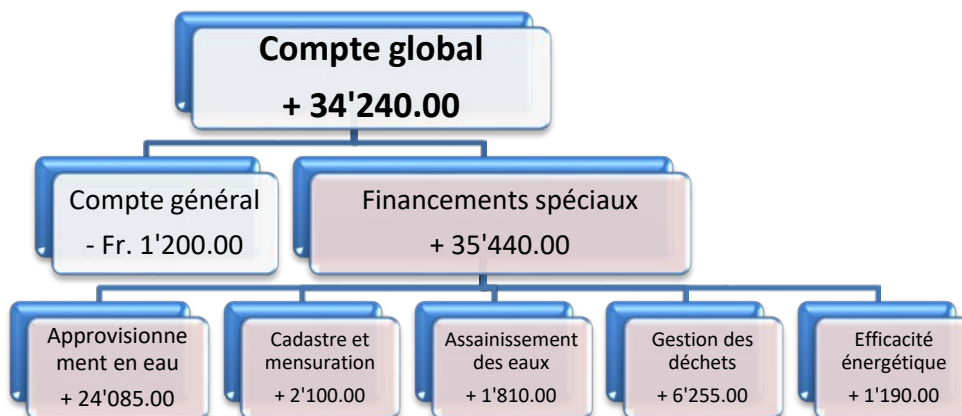 Compte global
+ 34'240.00
Compte général
- Fr. 1'200.00
Financements spéciaux
+ 35'440.00
Approvisionne
ment en eau
+ 24'085.00
Cadastre et
mensuration
+ 2'100.00
Assainissement
des eaux
+ 1'810.00
Gestion des
déchets
+ 6'255.00
Efficacité
énergétique
+ 1'190.00